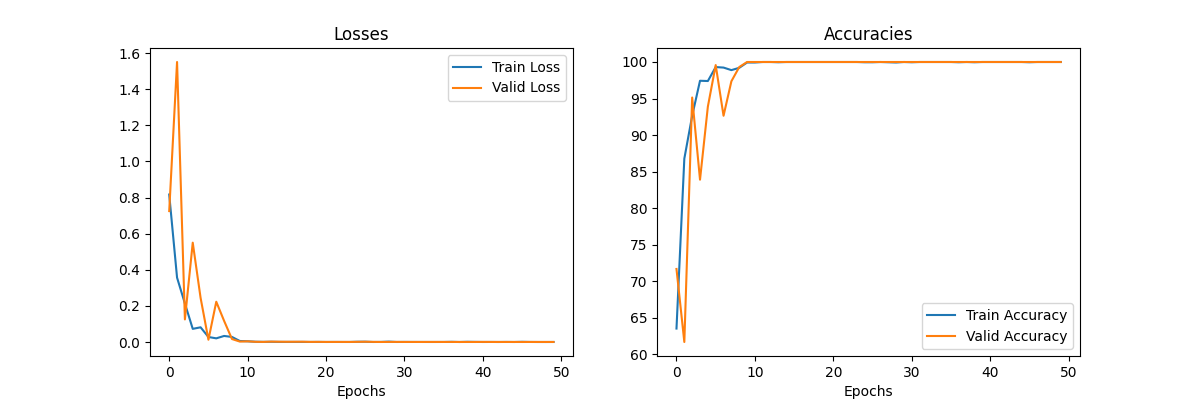 Losses
1.6
1.4
1.2
1.0
0.8
0.6
0.4
0.2
0.0
Train Loss
Valid Loss
0 10 20 30 40 50
Epochs
Accuracies
100
95
90
85
80
75
70
65
60
Train Accuracy
Valid Accuracy
0 10 20 30 40 50
Epochs